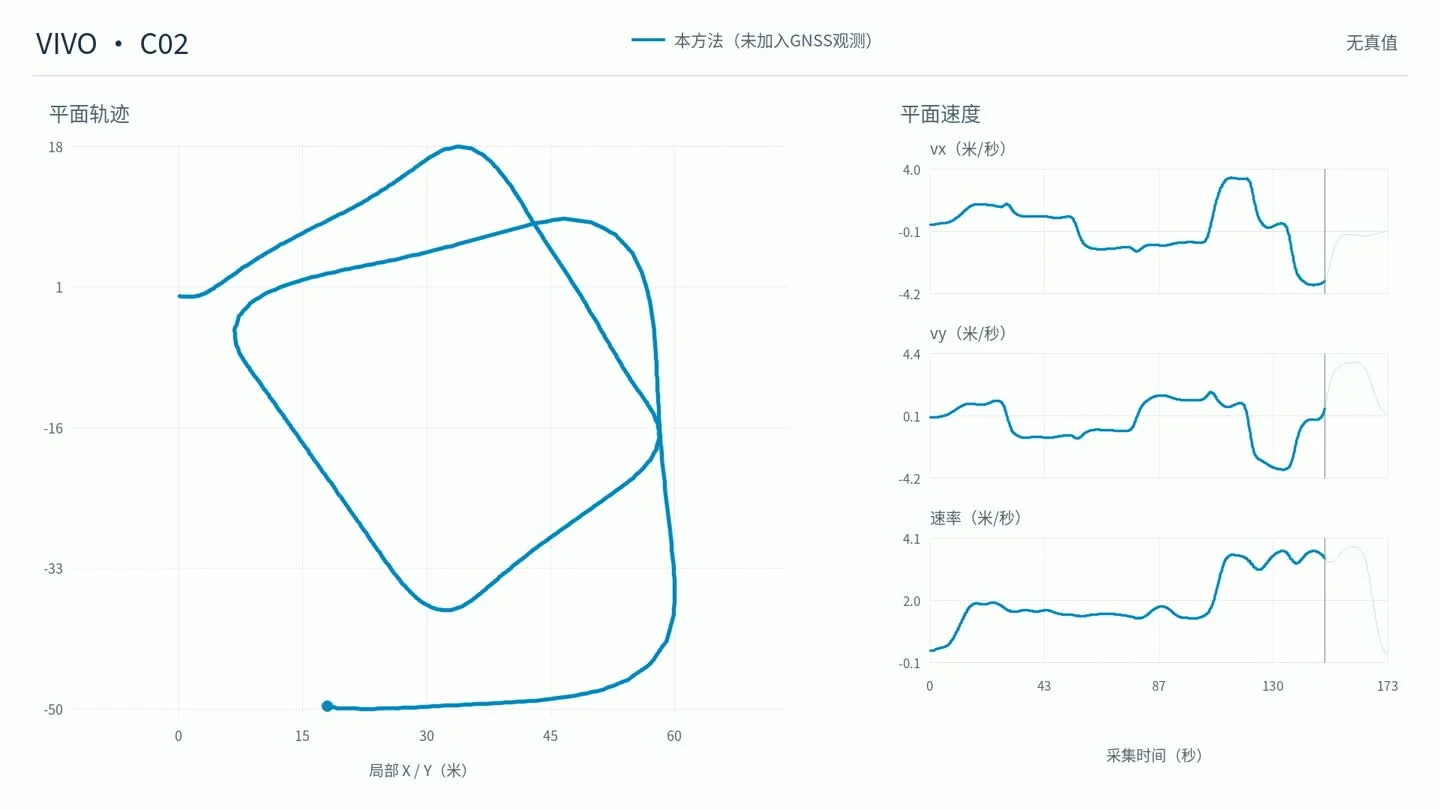 VIVO · C02
本方法（未加入GNSS观测）
无真值
平面轨迹
18
1
-16
-33
-50
0 15 30 45 60
局部 X / Y（米）
平面速度
vx（米/秒）
4.0
-0.1
-4.2
vy（米/秒）
4.4
0.1
-4.2
速率（米/秒）
4.1
2.0
-0.1
0 43 87 130 173
采集时间（秒）